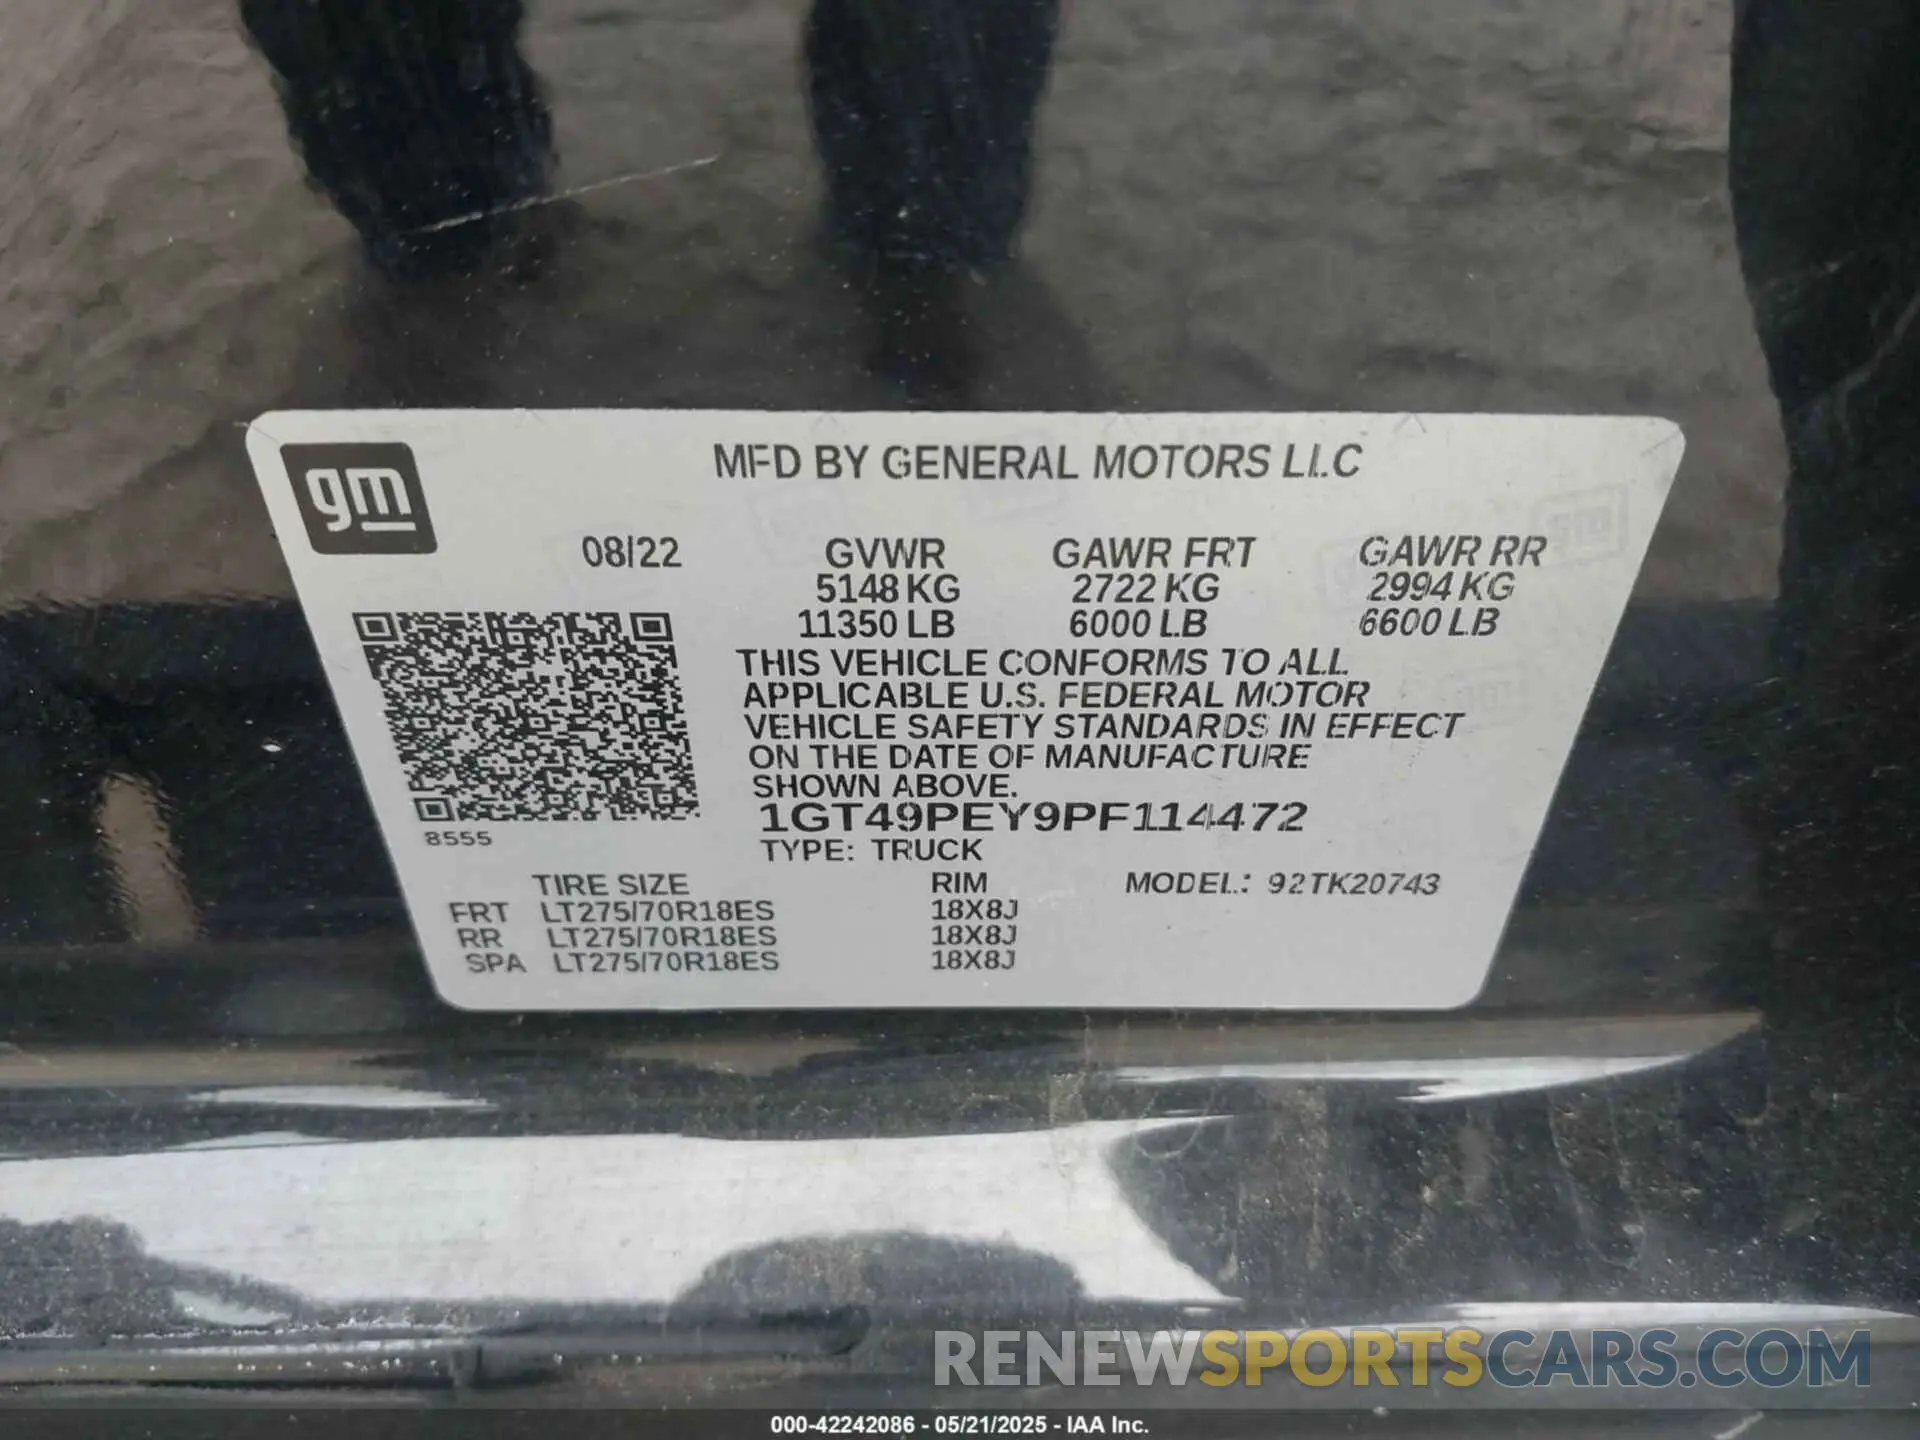 gm
MFD BY GENERAL MOTORS LLC
08/22 GVWR GAWR FRT GAWR RR
5148 KG 2722 KG 2994 KG
11350 LB 6000 LB 6600 LB
THIS VEHICLE CONFORMS TO ALL
APPLICABLE U.S. FEDERAL MOTOR
VEHICLE SAFETY STANDARDS IN EFFECT
ON THE DATE OF MANUFACTURE
SHOWN ABOVE.
1GT49PEY9PF114472
8555
TYPE: TRUCK
TIRE SIZE RIM MODEL: 92TK20743
FRT LT275/70R18ES 18X8J
RR LT275/70R18ES 18X8J
SPA LT275/70R18ES 18X8J
RENEWSPORTSCARS.COM
000-42242086 - 05/21/2025 - IAA Inc.